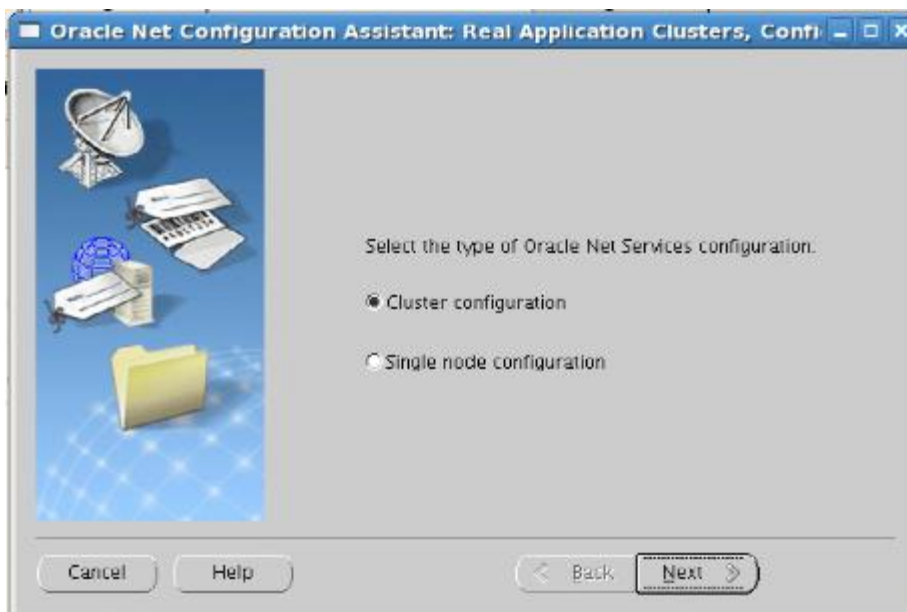 Oracle Net Configuration Assistant: Real Application Clusters, Confi
Select the type of Oracle Net Services configuration.
Cluster configuration
Single node configuration
Cancel
Help
Back
Next